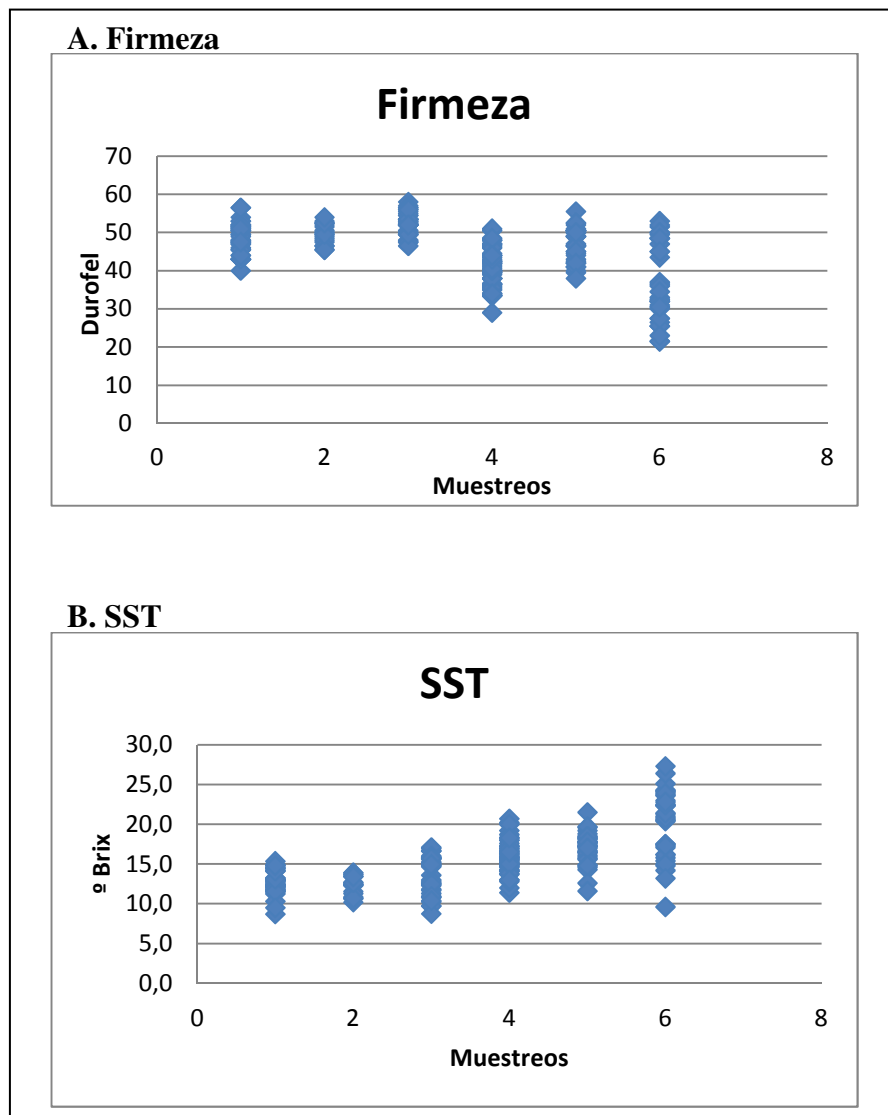 A. Firmeza
Firmeza
70
60
50
40
30
20
10
0
Durofel
0 2 4 6 8
Muestreos
B. SST
SST
30,0
25,0
20,0
15,0
10,0
5,0
0,0
º Brix
0 2 4 6 8
Muestreos